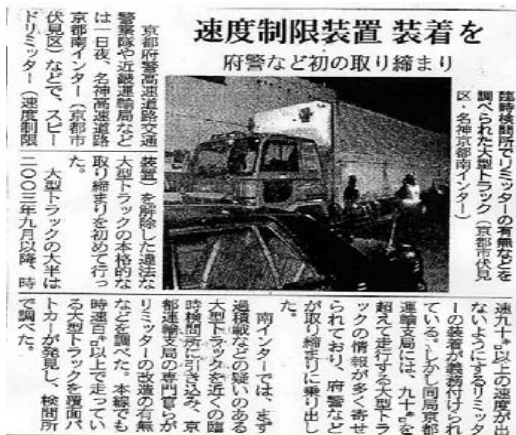 速度制限装置 装着を
府警など初の取り締まり
臨時検問所でリミッターの有無などを
調べられた大型トラック(京都市伏見
区・名神京都南インター)
京都府警高速道路交通
警察隊や近畿運輸局など
は一日夜、名神高速道路
京都南インター(京都市
伏見区)などで、スピー
ドリミッター(速度制限
装置)を解除した違法な
大型トラックの本格的な
取り締まりを初めて行っ
た。
大型トラックの大半は
二〇〇三年九月以降、時
速九十㌔以上の速度が出
ないようにするリミッタ
ーの装着が義務付けられ
ている。しかし同局京都
運輸支局には、九十㌔を
超えて走行する大型トラ
ックの情報が多く寄せ
られており、府警など
が取り締まりに乗り出し
た。
南インターでは、まず
過積載などの疑いのある
大型トラックを近くの臨
時検問所に引き込み、京
都運輸支局の専門官らが
リミッターの改造の有無
などを調べた。本線でも
時速百㌔以上で走ってい
る大型トラックを覆面パ
トカーが発見し、検問所
で調べた。